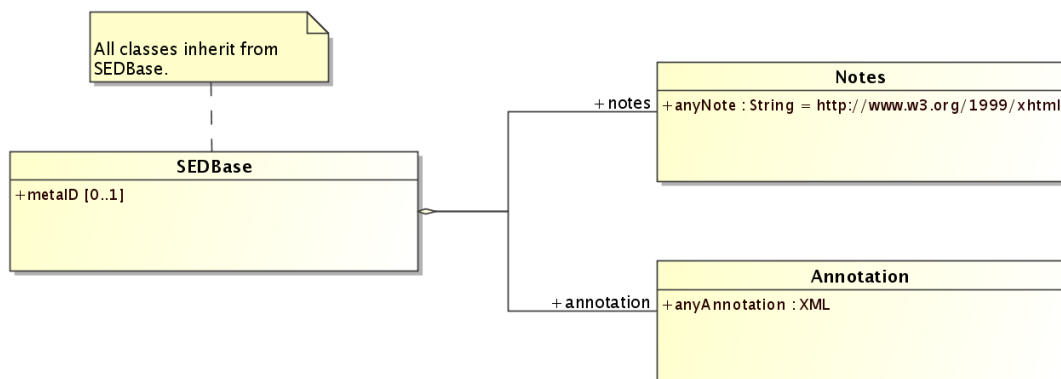 All classes inherit from
SEDBase.
Notes
+notes
+anyNote : String = http://www.w3.org/1999/xhtml
SEDBase
+metaID [0..1]
Annotation
+annotation
+anyAnnotation : XML